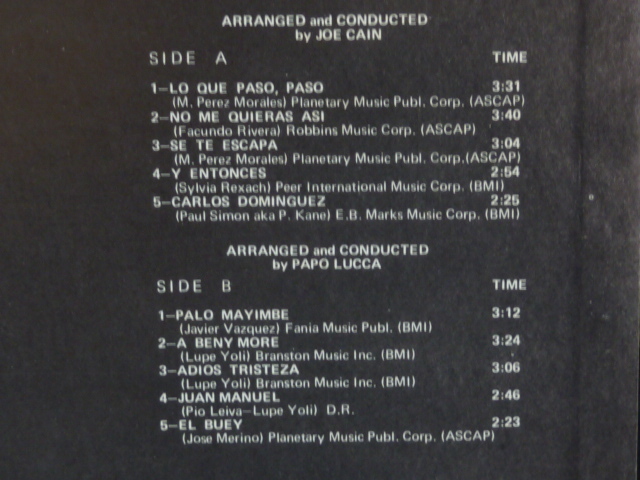 ARRANGED and CONDUCTED
by JOE CAIN
SIDE A TIME
1—LO QUE PASO, PASO 3:31
(M. Perez Morales) Planetary Music Publ. Corp. (ASCAP)
2—NO ME QUIERAS ASI 3:40
(Facundo Rivera) Robbins Music Corp. (ASCAP)
3—SE TE ESCAPA 3:04
(M. Perez Morales) Planetary Music Publ. Corp.(ASCAP)
4—Y ENTONCES 2:54
(Sylvia Rexach) Peer International Music Corp. (BMI)
5—CARLOS DOMINGUEZ 2:25
(Paul Simon aka P. Kane) E.B. Marks Music Corp. (BMI)
ARRANGED and CONDUCTED
by PAPO LUCCA
SIDE B TIME
1—PALO MAYIMBE 3:12
(Javier Vazquez) Fania Music Publ. (BMI)
2—A BENY MORE 3:24
(Lupe Yoli) Branston Music Inc. (BMI)
3—ADIOS TRISTEZA 3:06
(Lupe Yoli) Branston Music Inc. (BMI)
4—JUAN MANUEL 2:46
(Pio Leiva—Lupe Yoli) D.R.
5—EL BUEY 2:23
(Jose Merino) Planetary Music Publ. Corp. (ASCAP)